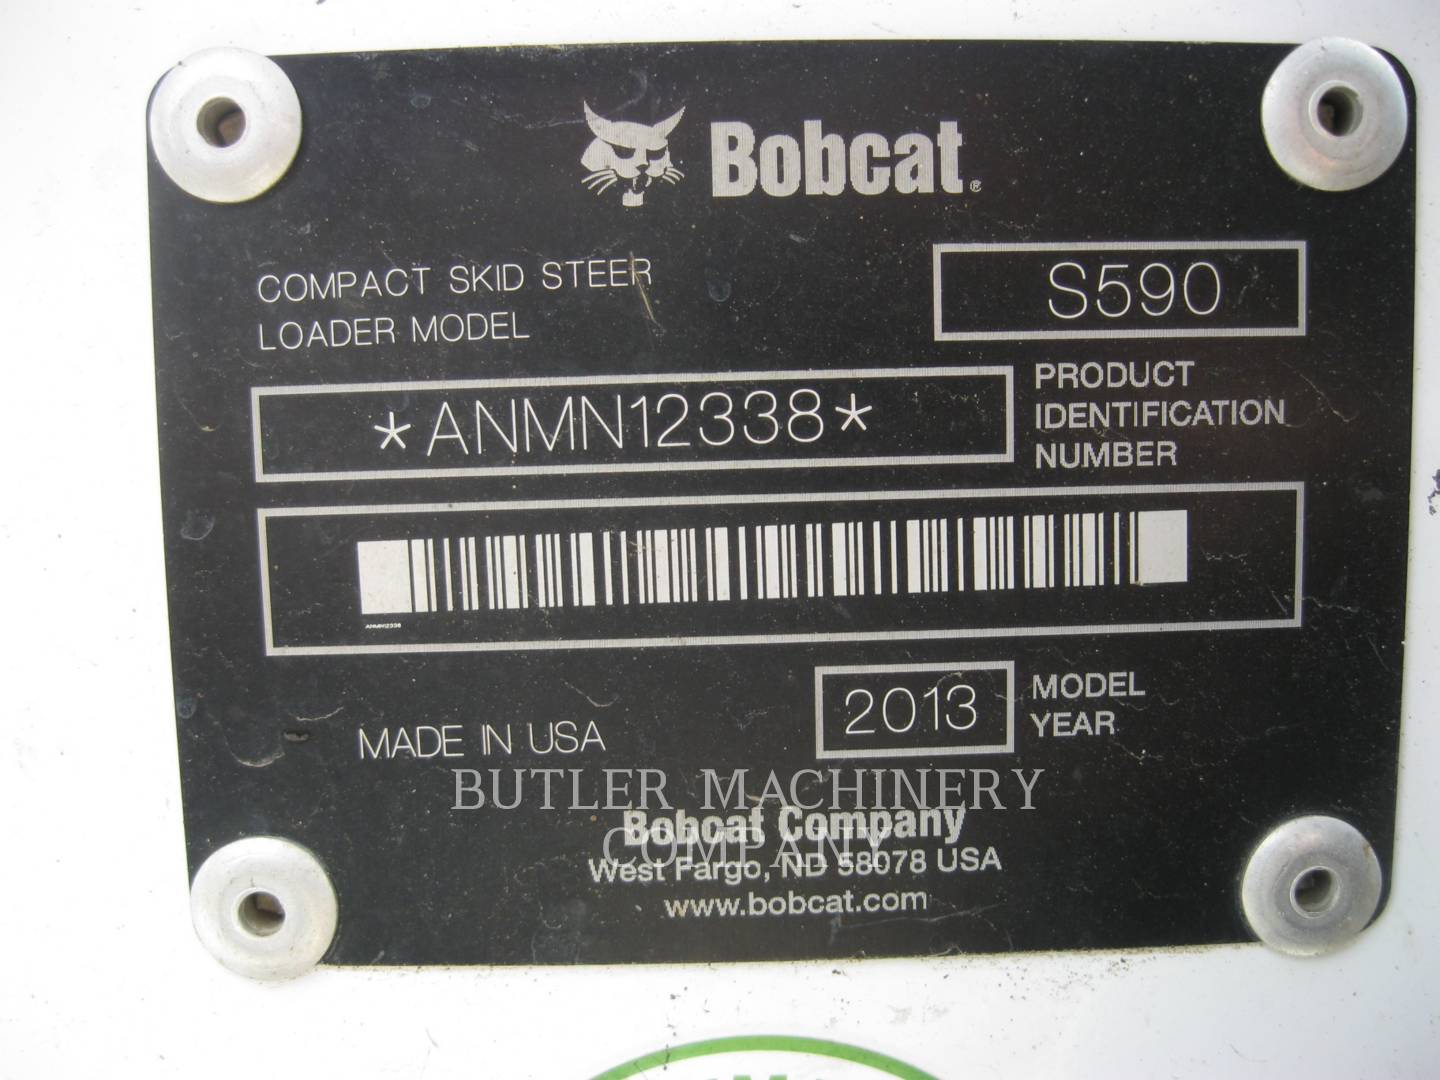 Bobcat®
COMPACT SKID STEER
LOADER MODEL
S590
*ANMN12338*
PRODUCT
IDENTIFICATION
NUMBER
ANMN12338
MADE IN USA
2013
MODEL
YEAR
BUTLER MACHINERY
COMPANY
Bobcat Company
West Fargo, ND 58078 USA
www.bobcat.com